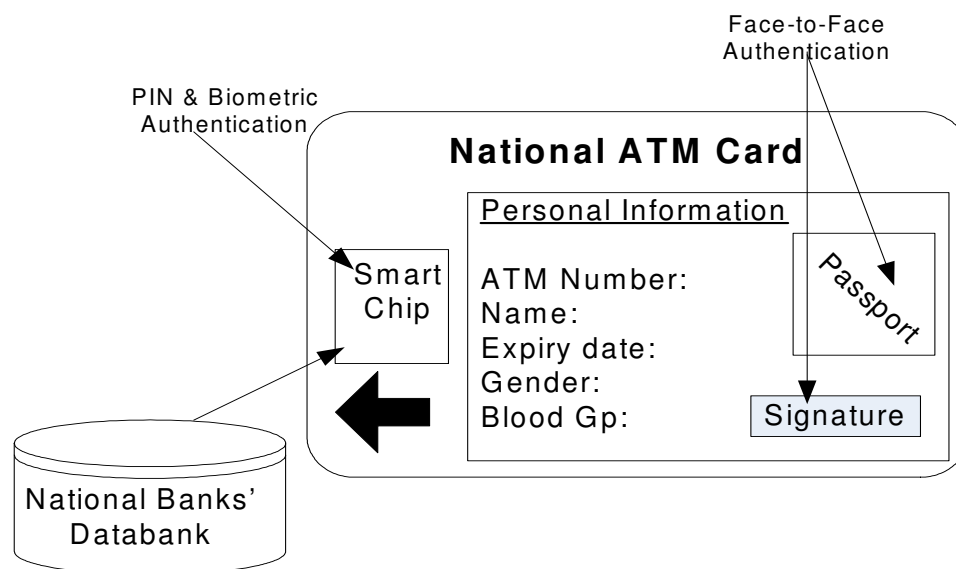 Face-to-Face
Authentication
PIN & Biometric
Authentication
National ATM Card
Personal Information
Smart
Chip
ATM Number:
Name:
Expiry date:
Gender:
Blood Gp:
Passport
Signature
National Banks’
Databank